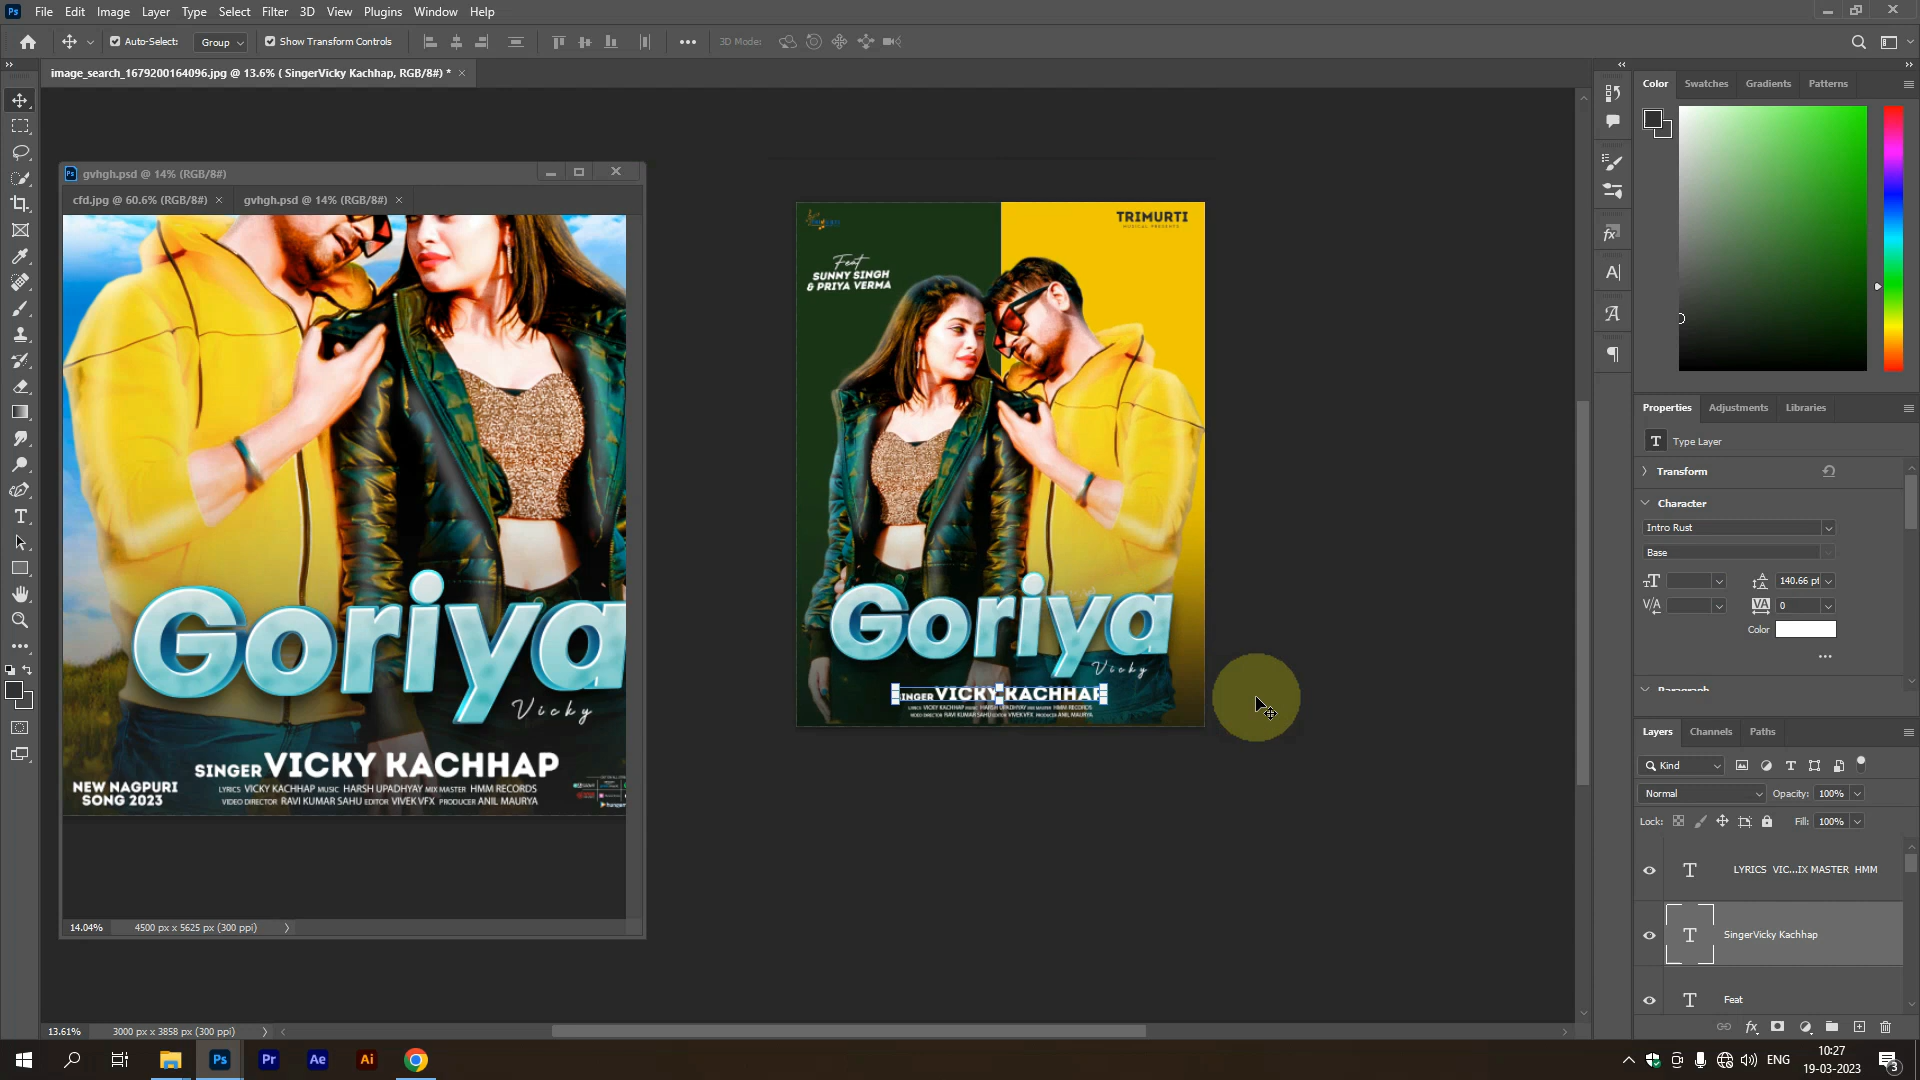 File Edit Image Layer Type Select Filter 3D View Plugins Window Help
Auto-Select: Group Show Transform Controls 3D Mode:
image_search_1679200164096.jpg @ 13.6% ( SingerVicky Kachhap, RGB/8#) *
gvhgh.psd @ 14% (RGB/8#)
cfd.jpg @ 60.6% (RGB/8#) gvhgh.psd @ 14% (RGB/8#)
Goriya
Vicky
SINGER VICKY KACHHAP
NEW NAGPURI
SONG 2023
LYRICS VICKY KACHHAP MUSIC HARSH UPADHYAY MIX MASTER HMM RECORDS
VIDEO DIRECTOR RAVI KUMAR SAHU EDITOR VIVEK VFX PRODUCER ANIL MAURYA
14.04% 4500 px x 5625 px (300 ppi)
TRIMURTI
MUSICAL PRESENTS
Feat
SUNNY SINGH
& PRIYA VERMA
Goriya
Vicky
SINGER VICKY KACHHAP
LYRICS VICKY KACHHAP MUSIC HARSH UPADHYAY MIX MASTER HMM RECORDS
VIDEO DIRECTOR RAVI KUMAR SAHU EDITOR VIVEK VFX PRODUCER ANIL MAURYA
13.61% 3000 px x 3858 px (300 ppi)
Color Swatches Gradients Patterns
Properties Adjustments Libraries
T Type Layer
Transform
Character
Intro Rust
Base
140.66 pt
0
Color
Paragraph
Layers Channels Paths
Kind
Normal Opacity: 100%
Lock: Fill: 100%
T LYRICS VIC...IX MASTER HMM
T SingerVicky Kachhap
T Feat
Ps Pr Ae Ai
ENG
10:27
19-03-2023
3